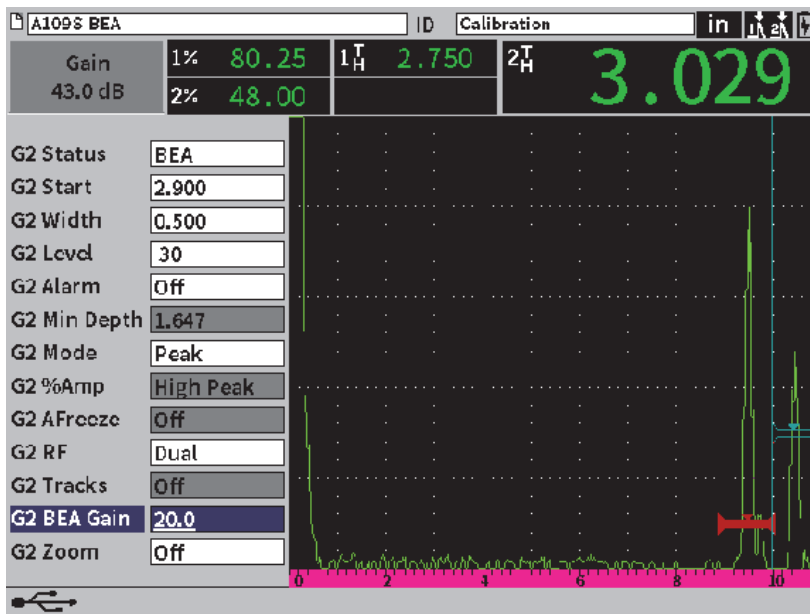 A109S BEA ID Calibration in
Gain
43.0 dB
1% 80.25
2% 48.00
1 T H 2.750
2 T H 3.029
G2 Status BEA
G2 Start 2.900
G2 Width 0.500
G2 Level 30
G2 Alarm Off
G2 Min Depth 1.647
G2 Mode Peak
G2 %Amp High Peak
G2 AFreeze Off
G2 RF Dual
G2 Tracks Off
G2 BEA Gain 20.0
G2 Zoom Off
0 2 4 6 8 10